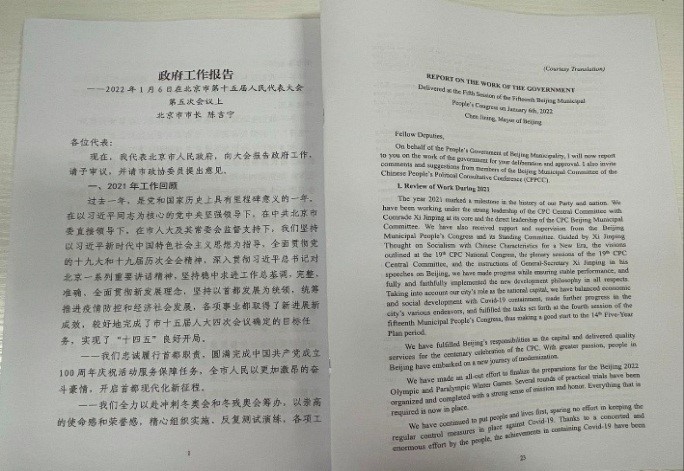 政府工作报告
——2022年1月6日在北京市第十五届人民代表大会
第五次会议上
北京市市长 陈吉宁
各位代表：
现在，我代表北京市人民政府，向大会报告政府工作，
请予审议，并请市政协委员提出意见。
一、2021年工作回顾
过去一年，是党和国家历史上具有里程碑意义的一年。
在以习近平同志为核心的党中央坚强领导下，在中共北京市
委直接领导下，在市人大及其常委会监督支持下，我们坚持
以习近平新时代中国特色社会主义思想为指导，全面贯彻党
的十九大和十九届历次全会精神，深入贯彻习近平总书记对
北京一系列重要讲话精神，坚持稳中求进工作总基调，完整、
准确、全面贯彻新发展理念，坚持以首都发展为统领，统筹
推进疫情防控和经济社会发展，各项事业都取得了新进展新
成效，较好地完成了市十五届人大四次会议确定的目标任
务，实现了“十四五”良好开局。
——我们忠诚履行首都职责，圆满完成中国共产党成立
100周年庆祝活动服务保障任务，全市人民以更加激昂的奋
斗豪情，开启首都现代化新征程。
——我们全力以赴冲刺冬奥会和冬残奥会筹办，以崇高
的使命感和荣誉感，精心组织实施，反复测试演练，各项工
1
(Courtesy Translation)
REPORT ON THE WORK OF THE GOVERNMENT
Delivered at the Fifth Session of the Fifteenth Beijing Municipal
People's Congress on January 6th, 2022
Chen Jining, Mayor of Beijing
Fellow Deputies,
On behalf of the People's Government of Beijing Municipality, I will now report
to you on the work of the government for your deliberation and approval. I also invite
comments and suggestions from members of the Beijing Municipal Committee of the
Chinese People's Political Consultative Conference (CPPCC).
I. Review of Work During 2021
The year 2021 marked a milestone in the history of our Party and nation. We
have been working under the strong leadership of the CPC Central Committee with
Comrade Xi Jinping at its core and the direct leadership of the CPC Beijing Municipal
Committee. We have also received support and supervision from the Beijing
Municipal People's Congress and its Standing Committee. Guided by Xi Jinping
Thought on Socialism with Chinese Characteristics for a New Era, the visions
outlined at the 19th CPC National Congress, the plenary sessions of the 19th CPC
Central Committee, and the instructions of General-Secretary Xi Jinping in his
speeches on Beijing, we have made progress while ensuring stable performance, and
fully and faithfully implemented the new development philosophy in all respects.
Taking into account our city's role as the national capital, we have balanced economic
and social development with Covid-19 containment, made further progress in the
city's various endeavors, and fulfilled the tasks set forth at the fourth session of the
fifteenth Municipal People's Congress, thus making a good start to the 14th Five-Year
Plan period.
We have fulfilled Beijing's responsibilities as the capital and delivered quality
services for the centenary celebration of the CPC. With greater passion, people in
Beijing have embarked on a new journey of modernization.
We have made an all-out effort to finalize the preparations for the Beijing 2022
Olympic and Paralympic Winter Games. Several rounds of practical trials have been
organized and completed with a strong sense of mission and honor. Everything that is
required is now in place.
We have continued to put people and lives first, sparing no effort in keeping the
regular control measures in place against Covid-19. Thanks to a concerted and
enormous effort by the people, the achievements in containing Covid-19 have been
25